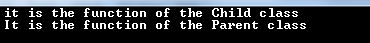 it is the function of the Child class
It is the function of the Parent class